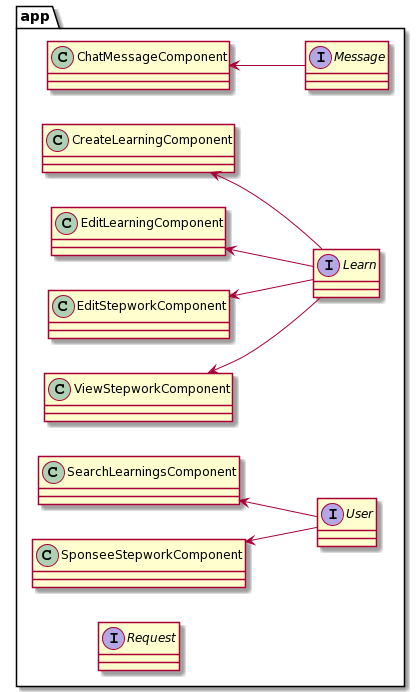 app
C ChatMessageComponent
I Message
C CreateLearningComponent
C EditLearningComponent
I Learn
C EditStepworkComponent
C ViewStepworkComponent
C SearchLearningsComponent
I User
C SponseeStepworkComponent
I Request